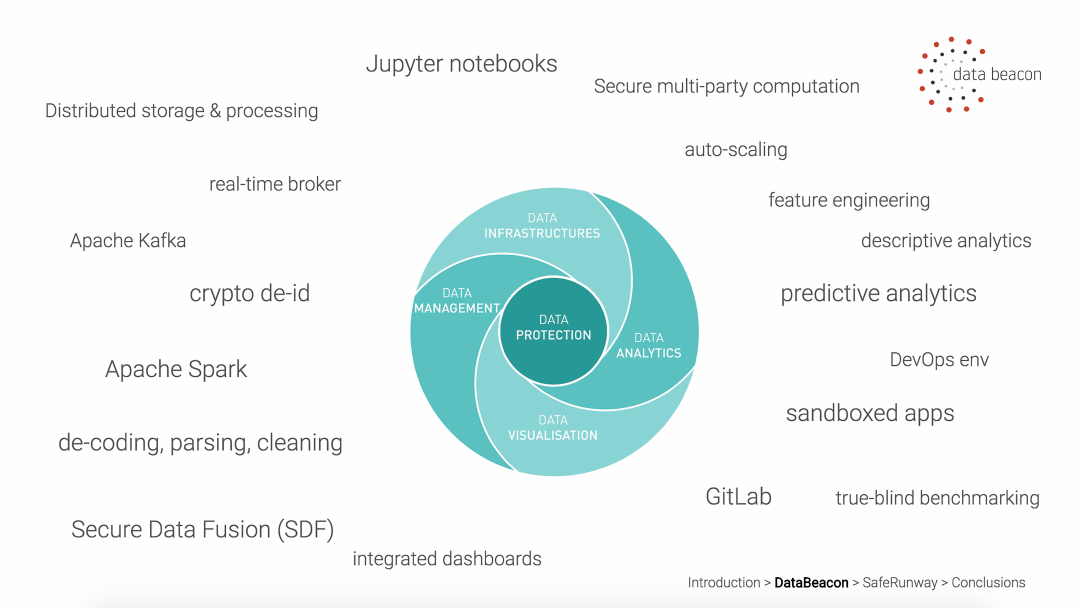 Jupyter notebooks
Secure multi-party computation
data beacon
Distributed storage & processing
auto-scaling
real-time broker
feature engineering
Apache Kafka
descriptive analytics
crypto de-id
predictive analytics
DATA
INFRASTRUCTURES
DATA
MANAGEMENT
DATA
PROTECTION
DATA
ANALYTICS
DATA
VISUALISATION
Apache Spark
DevOps env
sandboxed apps
de-coding, parsing, cleaning
GitLab
true-blind benchmarking
Secure Data Fusion (SDF)
integrated dashboards
Introduction > DataBeacon > SafeRunway > Conclusions